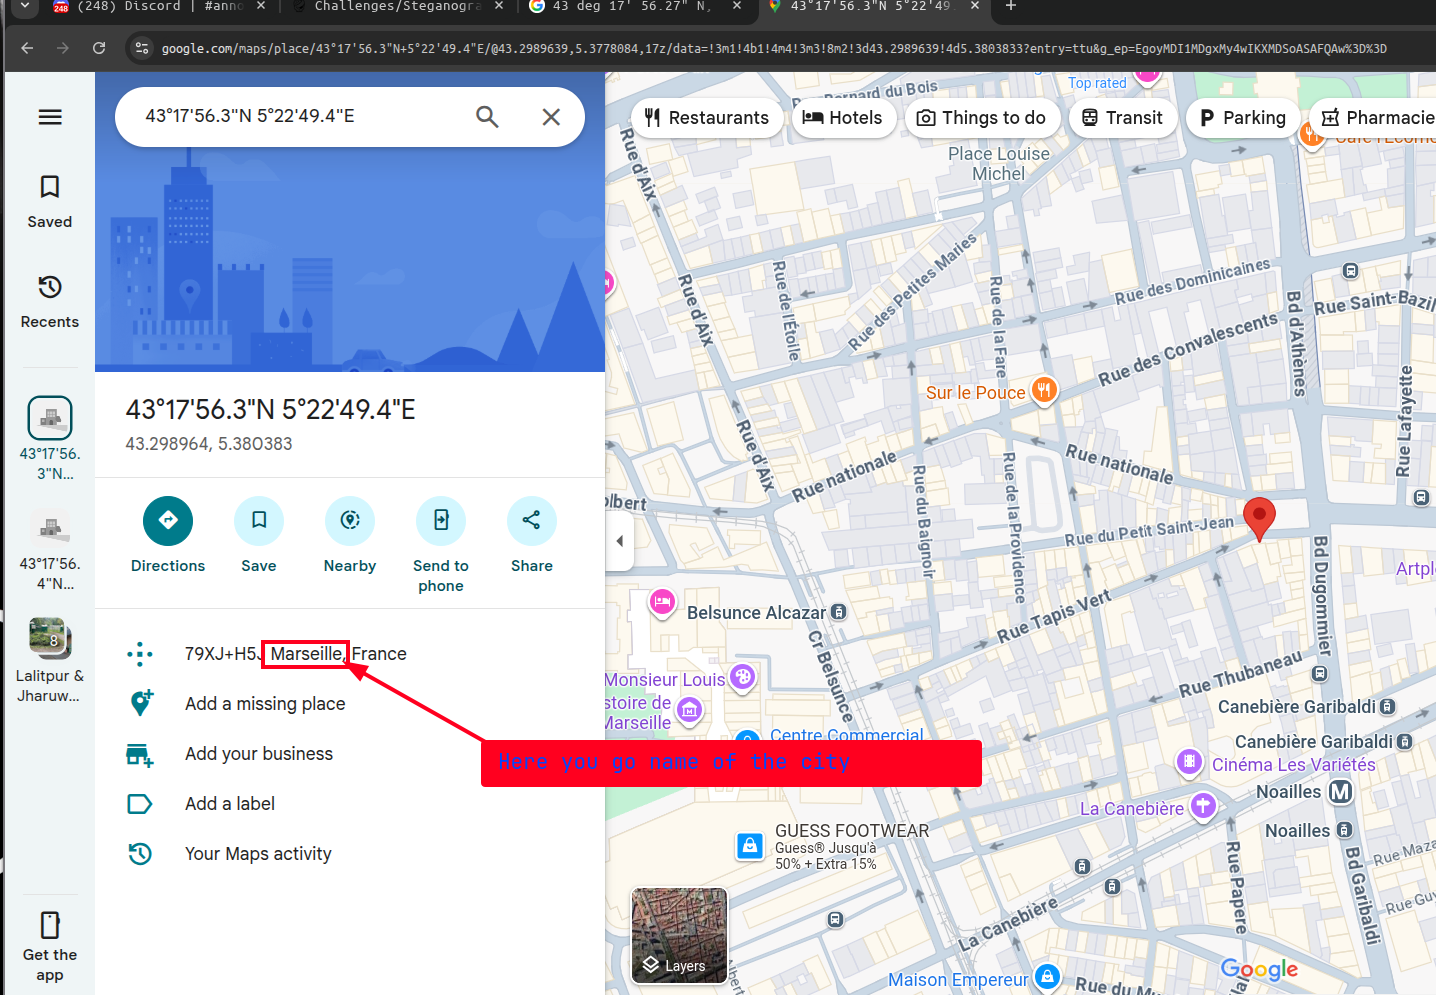 (248) Discord | #anno
Challenges/Steganogra
43 deg 17' 56.27" N,
43°17'56.3"N 5°22'49.
google.com/maps/place/43°17'56.3"N+5°22'49.4"E/@43.2989639,5.3778084,17z/data=!3m1!4b1!4m4!3m3!8m2!3d43.2989639!4d5.3803833?entry=ttu&g_ep=EgoyMDI1MDgxMy4wIKXMDSoASAFQAw%3D%3D
43°17'56.3"N 5°22'49.4"E
Saved
Recents
43°17'56.
3"N...
43°17'56.
4"N...
8
Lalitpur &
Jharuw...
Get the
app
43°17'56.3"N 5°22'49.4"E
43.298964, 5.380383
Directions
Save
Nearby
Send to
phone
Share
79XJ+H5J Marseille, France
Add a missing place
Add your business
Add a label
Your Maps activity
Here you go name of the city
Restaurants
Hotels
Things to do
Transit
Parking
Pharmacie
Top rated
Rue Bernard du Bois
Place Louise
Michel
Rue d'Aix
Rue d'Aix
Rue d'Aix
Rue de l'Étoile
Rue des Petites Maries
Rue de la Fare
Rue des Dominicaines
Bd d'Athènes
Rue Saint-Bazil
Rue des Convalescents
Sur le Pouce
Rue Lafayette
Rue nationale
Rue nationale
olbert
Rue du Baignoir
Rue de la Providence
Rue du Petit Saint-Jean
Bd Dugommier
Artpl
Belsunce Alcazar
Rue Tapis Vert
Cr Belsunce
Rue Thubaneau
Monsieur Louis
stoire de
Marseille
Canebière Garibaldi
Centre Commercial
Canebière Garibaldi
Cinéma Les Variétés
Noailles
La Canebière
Noailles
GUESS FOOTWEAR
Guess® Jusqu'à
50% + Extra 15%
Rue Papere
Bd Garibaldi
Rue Maza
Rue Guy
La Canebière
Layers
Maison Empereur
Google
Rue du M